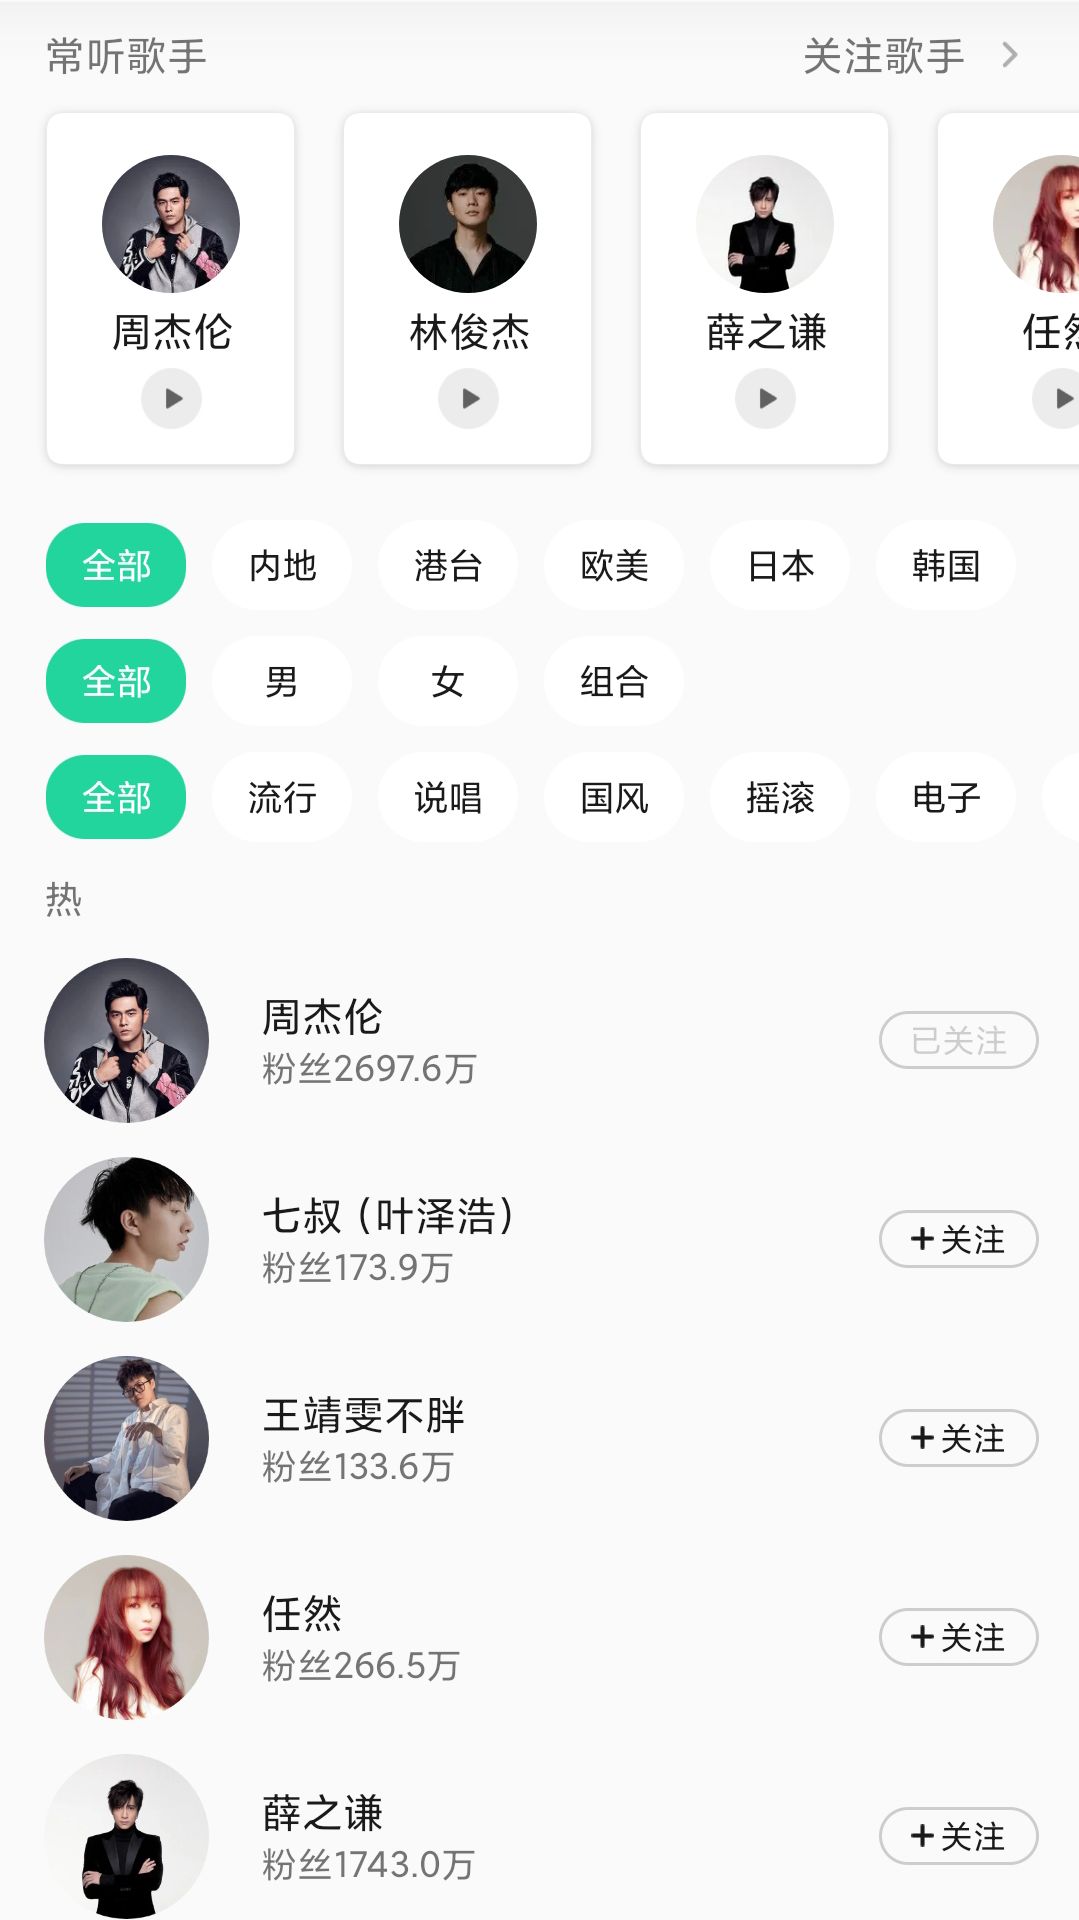 常听歌手 关注歌手
周杰伦 林俊杰 薛之谦
全部 内地 港台 欧美 日本 韩国
全部 男 女 组合
全部 流行 说唱 国风 摇滚 电子
热
周杰伦
粉丝2697.6万
已关注
七叔（叶泽浩）
粉丝173.9万
+关注
王靖雯不胖
粉丝133.6万
+关注
任然
粉丝266.5万
+关注
薛之谦
粉丝1743.0万
+关注